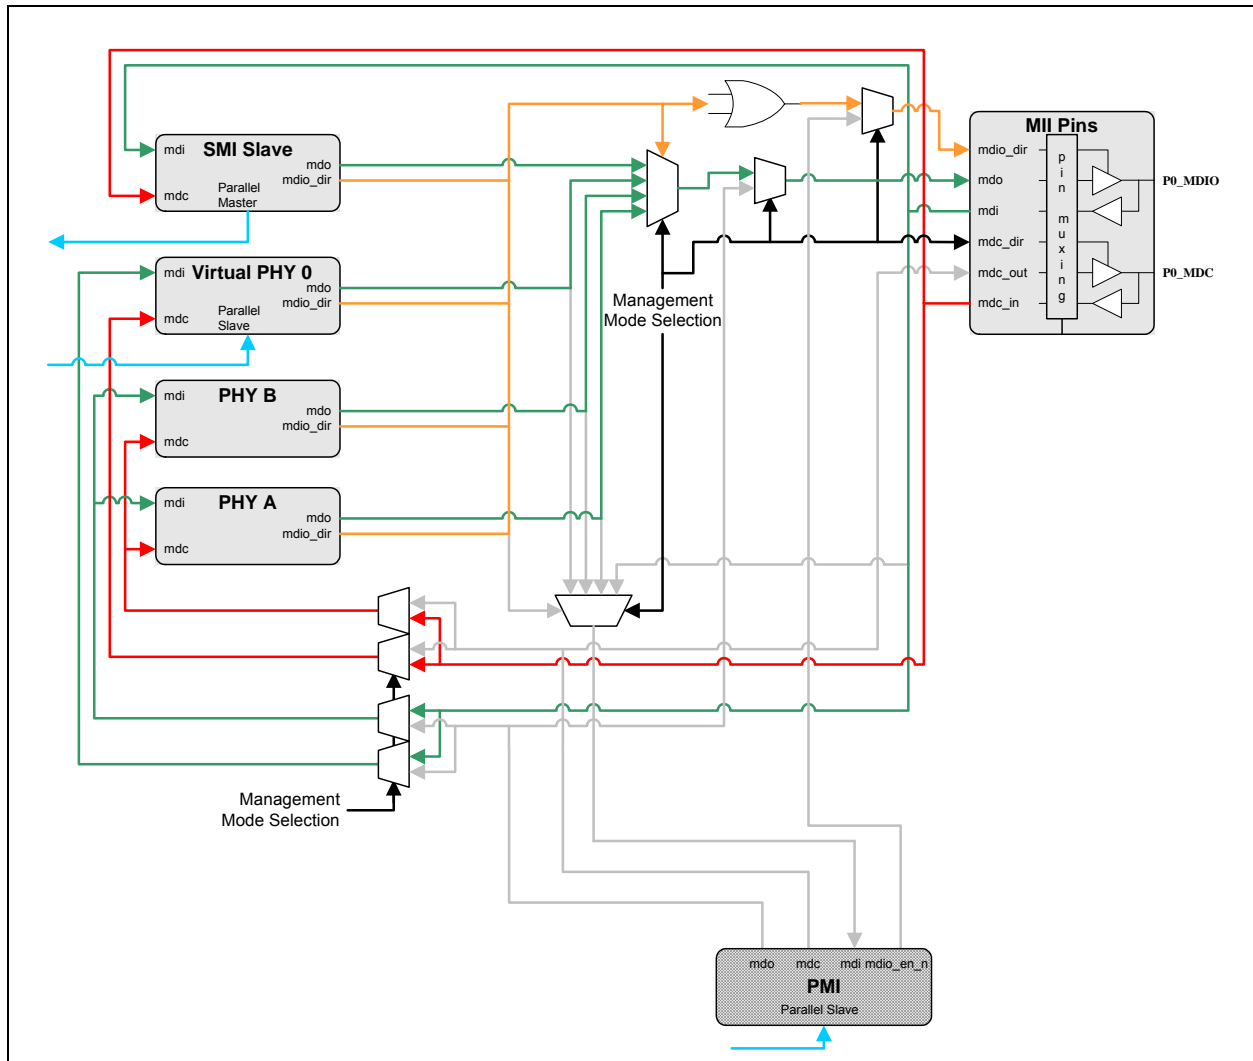 SMI Slave
mdi
mdo
mdio_dir
mdc
Parallel
Master
Virtual PHY 0
mdi
mdo
mdio_dir
mdc
Parallel
Slave
PHY B
mdi
mdo
mdio_dir
mdc
PHY A
mdi
mdo
mdio_dir
mdc
Management
Mode Selection
MII Pins
mdio_dir
mdo
mdi
mdc_dir
mdc_out
mdc_in
pin muxing
P0_MDIO
P0_MDC
Management
Mode Selection
mdo
mdc
mdi
mdio_en_n
PMI
Parallel Slave